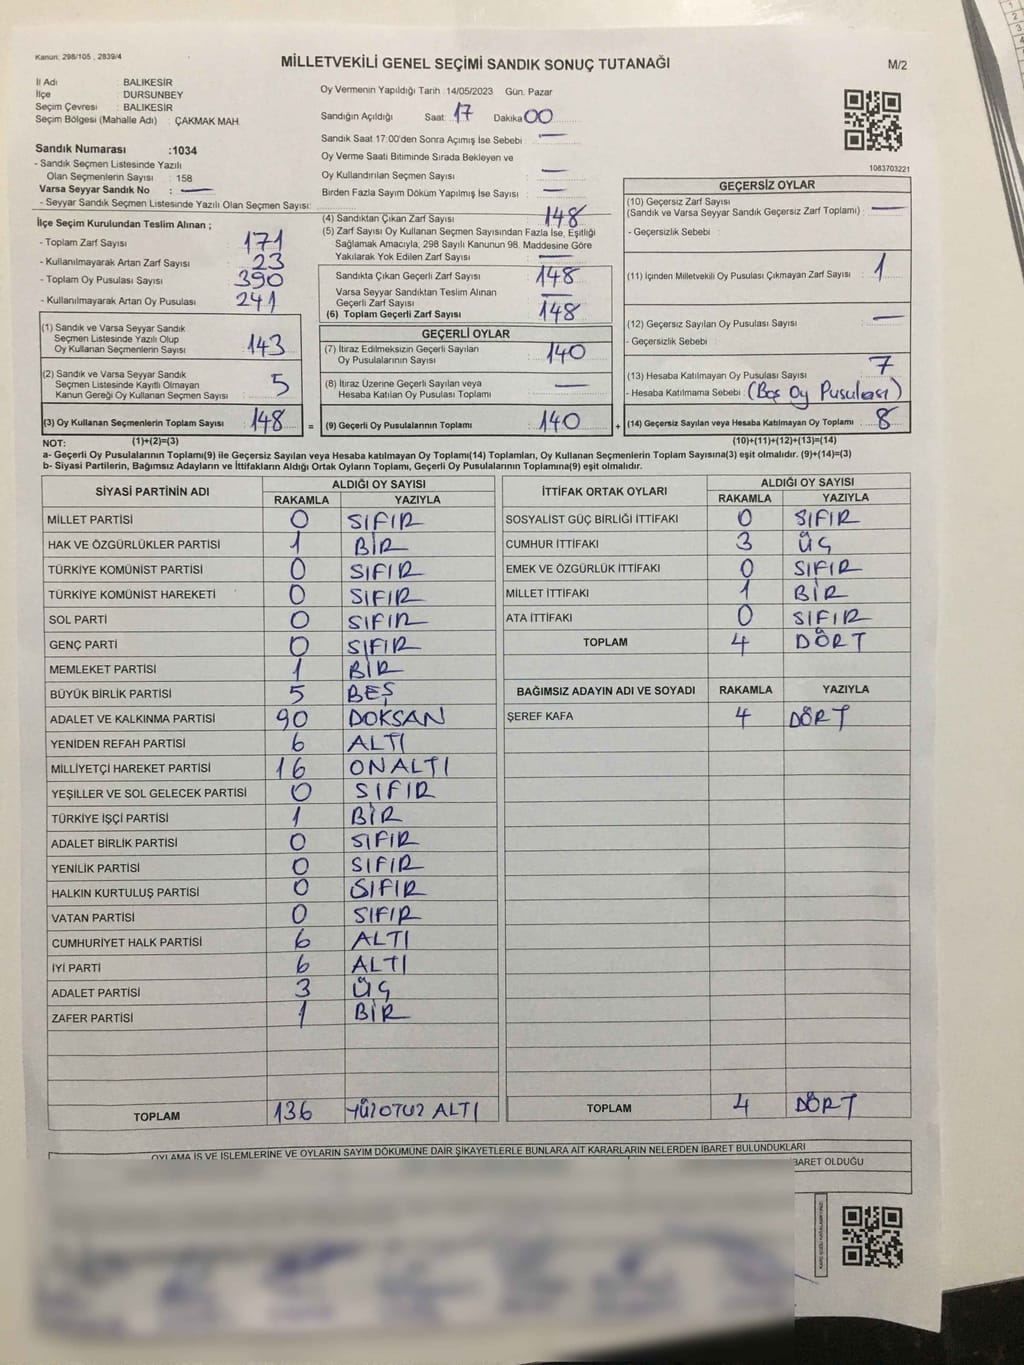 Kanun: 298/105 , 2839/4
MİLLETVEKİLİ GENEL SEÇİMİ SANDIK SONUÇ TUTANAĞI
M/2
İl Adı : BALIKESİR
İlçe : DURSUNBEY
Seçim Çevresi : BALIKESİR
Seçim Bölgesi (Mahalle Adı) : ÇAKMAK MAH.
Sandık Numarası :1034
- Sandık Seçmen Listesinde Yazılı
Olan Seçmenlerin Sayısı : 158
Varsa Seyyar Sandık No : —
- Seyyar Sandık Seçmen Listesinde Yazılı Olan Seçmen Sayısı:
Oy Vermenin Yapıldığı Tarih :14/05/2023 Gün. Pazar
Sandığın Açıldığı Saat: 17 Dakika 00
Sandık Saat 17:00'den Sonra Açımış İse Sebebi : —
Oy Verme Saati Bitiminde Sırada Bekleyen ve
Oy Kullandırılan Seçmen Sayısı : —
Birden Fazla Sayım Döküm Yapılmış İse Sayısı : —
1083703221
İlçe Seçim Kurulundan Teslim Alınan ;
- Toplam Zarf Sayısı : 171
- Kullanılmayarak Artan Zarf Sayısı : 23
- Toplam Oy Pusulası Sayısı : 390
- Kullanılmayarak Artan Oy Pusulası : 241
(1) Sandık ve Varsa Seyyar Sandık
Seçmen Listesinde Yazılı Olup
Oy Kullanan Seçmenlerin Sayısı : 143
(2) Sandık ve Varsa Seyyar Sandık
Seçmen Listesinde Kayıtlı Olmayan
Kanun Gereği Oy Kullanan Seçmen Sayısı : 5
(3) Oy Kullanan Seçmenlerin Toplam Sayısı : 148
(1)+(2)=(3)
(4) Sandıktan Çıkan Zarf Sayısı : 148
(5) Zarf Sayısı Oy Kullanan Seçmen Sayısından Fazla İse, Eşitliği
Sağlamak Amacıyla, 298 Sayılı Kanunun 98. Maddesine Göre
Yakılarak Yok Edilen Zarf Sayısı : —
Sandıkta Çıkan Geçerli Zarf Sayısı : 148
Varsa Seyyar Sandıktan Teslim Alınan
Geçerli Zarf Sayısı : —
(6) Toplam Geçerli Zarf Sayısı : 148
GEÇERLİ OYLAR
(7) İtiraz Edilmeksizin Geçerli Sayılan
Oy Pusulalarının Sayısı : 140
(8) İtiraz Üzerine Geçerli Sayılan veya
Hesaba Katılan Oy Pusulası Toplamı : —
= (9) Geçerli Oy Pusulalarının Toplamı : 140
GEÇERSİZ OYLAR
(10) Geçersiz Zarf Sayısı
(Sandık ve Varsa Seyyar Sandık Geçersiz Zarf Toplamı) : —
- Geçersizlik Sebebi :
(11) İçinden Milletvekili Oy Pusulası Çıkmayan Zarf Sayısı : 1
(12) Geçersiz Sayılan Oy Pusulası Sayısı : —
- Geçersizlik Sebebi :
(13) Hesaba Katılmayan Oy Pusulası Sayısı : 7
- Hesaba Katılmama Sebebi : (Boş Oy Pusulası)
+ (14) Geçersiz Sayılan veya Hesaba Katılmayan Oy Toplamı : 8
(10)+(11)+(12)+(13)=(14)
NOT:
a- Geçerli Oy Pusulalarının Toplamı(9) ile Geçersiz Sayılan veya Hesaba katılmayan Oy Toplamı(14) Toplamları, Oy Kullanan Seçmenlerin Toplam Sayısına(3) eşit olmalıdır. (9)+(14)=(3)
b- Siyasi Partilerin, Bağımsız Adayların ve İttifakların Aldığı Ortak Oyların Toplamı, Geçerli Oy Pusulalarının Toplamına(9) eşit olmalıdır.
SİYASİ PARTİNİN ADI ALDIĞI OY SAYISI
RAKAMLA YAZIYLA
MİLLET PARTİSİ 0 SIFIR
HAK VE ÖZGÜRLÜKLER PARTİSİ 1 BİR
TÜRKİYE KOMÜNİST PARTİSİ 0 SIFIR
TÜRKİYE KOMÜNİST HAREKETİ 0 SIFIR
SOL PARTİ 0 SIFIR
GENÇ PARTİ 0 SIFIR
MEMLEKET PARTİSİ 1 BİR
BÜYÜK BİRLİK PARTİSİ 5 BEŞ
ADALET VE KALKINMA PARTİSİ 90 DOKSAN
YENİDEN REFAH PARTİSİ 6 ALTI
MİLLİYETÇİ HAREKET PARTİSİ 16 ONALTI
YEŞİLLER VE SOL GELECEK PARTİSİ 0 SIFIR
TÜRKİYE İŞÇİ PARTİSİ 1 BİR
ADALET BİRLİK PARTİSİ 0 SIFIR
YENİLİK PARTİSİ 0 SIFIR
HALKIN KURTULUŞ PARTİSİ 0 SIFIR
VATAN PARTİSİ 0 SIFIR
CUMHURİYET HALK PARTİSİ 6 ALTI
İYİ PARTİ 6 ALTI
ADALET PARTİSİ 3 ÜÇ
ZAFER PARTİSİ 1 BİR
TOPLAM 136 YÜZOTUZ ALTI
İTTİFAK ORTAK OYLARI ALDIĞI OY SAYISI
RAKAMLA YAZIYLA
SOSYALİST GÜÇ BİRLİĞİ İTTİFAKI 0 SIFIR
CUMHUR İTTİFAKI 3 ÜÇ
EMEK VE ÖZGÜRLÜK İTTİFAKI 0 SIFIR
MİLLET İTTİFAKI 1 BİR
ATA İTTİFAKI 0 SIFIR
TOPLAM 4 DÖRT
BAĞIMSIZ ADAYIN ADI VE SOYADI RAKAMLA YAZIYLA
ŞEREF KAFA 4 DÖRT
TOPLAM 4 DÖRT
OYLAMA İŞ VE İŞLEMLERİNE VE OYLARIN SAYIM DÖKÜMÜNE DAİR ŞİKAYETLERLE BUNLARA AİT KARARLARIN NELERDEN İBARET BULUNDUKLARI
BARET OLDUĞU